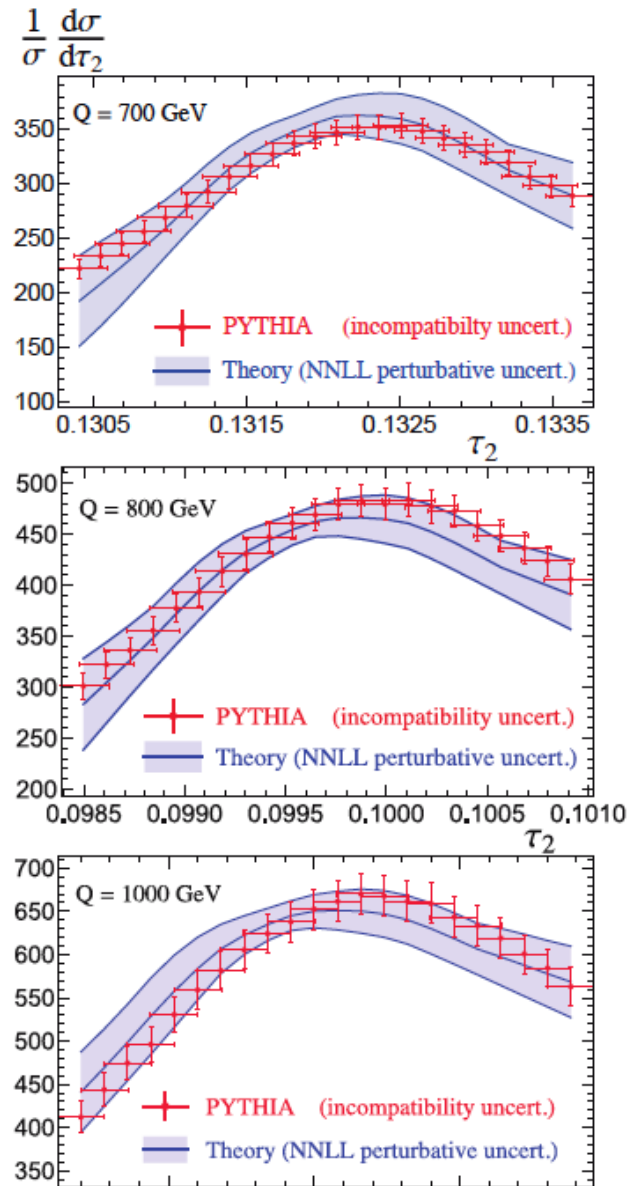 1/σ dσ/dτ₂
Q = 700 GeV
350
300
250
200
150
100
PYTHIA (incompatibilty uncert.)
Theory (NNLL perturbative uncert.)
0.1305 0.1315 0.1325 0.1335
τ₂
Q = 800 GeV
500
450
400
350
300
250
200
PYTHIA (incompatibility uncert.)
Theory (NNLL perturbative uncert.)
0.0985 0.0990 0.0995 0.1000 0.1005 0.1010
τ₂
Q = 1000 GeV
700
650
600
550
500
450
400
350
PYTHIA (incompatibility uncert.)
Theory (NNLL perturbative uncert.)